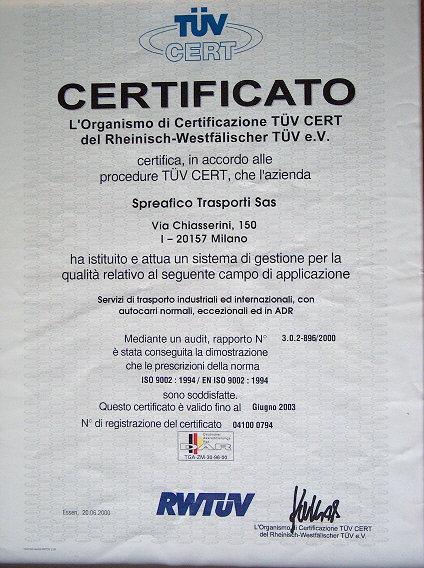 TÜV
CERT
CERTIFICATO
L'Organismo di Certificazione TÜV CERT
del Rheinisch-Westfälischer TÜV e.V.
certifica, in accordo alle
procedure TÜV CERT, che l'azienda
Spreafico Trasporti Sas
Via Chiasserini, 150
I – 20157 Milano
ha istituito e attua un sistema di gestione per la
qualità relativo al seguente campo di applicazione
Servizi di trasporto industriali ed internazionali, con
autocarri normali, eccezionali ed in ADR
Mediante un audit, rapporto N° 3.0.2-896/2000
è stata conseguita la dimostrazione
che le prescrizioni della norma
ISO 9002 : 1994 / EN ISO 9002 : 1994
sono soddisfatte.
Questo certificato è valido fino al Giugno 2003
N° di registrazione del certificato 04100 0794
Deutscher
Akkreditierungs
Rat
DAR
TGA-ZM-30-96-00
RWTÜV
Essen, 20.06.2000
L'Organismo di Certificazione TÜV CERT
del Rheinisch-Westfälischer TÜV e.V.